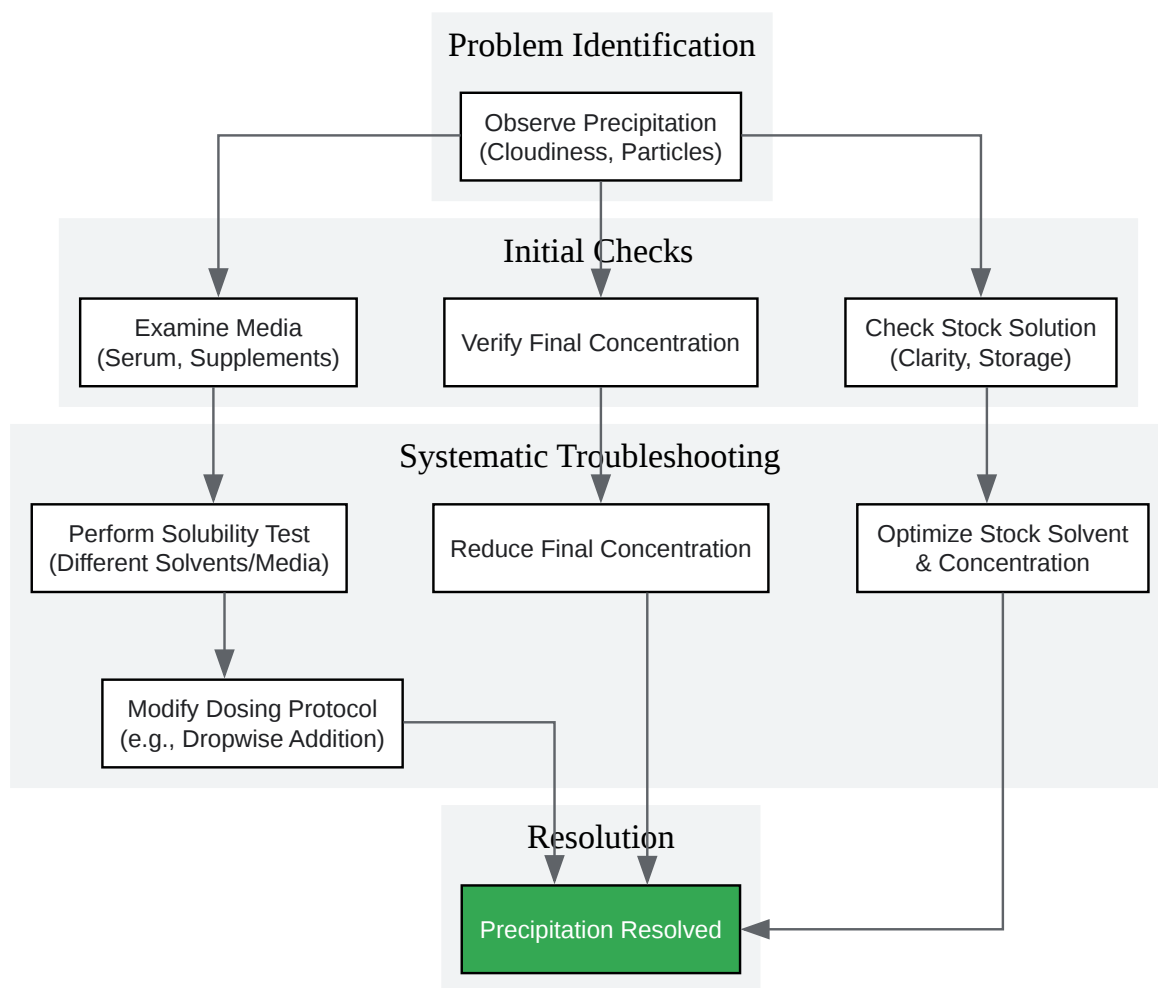 Problem Identification
Observe Precipitation
(Cloudiness, Particles)
Initial Checks
Examine Media
(Serum, Supplements)
Verify Final Concentration
Check Stock Solution
(Clarity, Storage)
Systematic Troubleshooting
Perform Solubility Test
(Different Solvents/Media)
Reduce Final Concentration
Optimize Stock Solvent
& Concentration
Modify Dosing Protocol
(e.g., Dropwise Addition)
Resolution
Precipitation Resolved